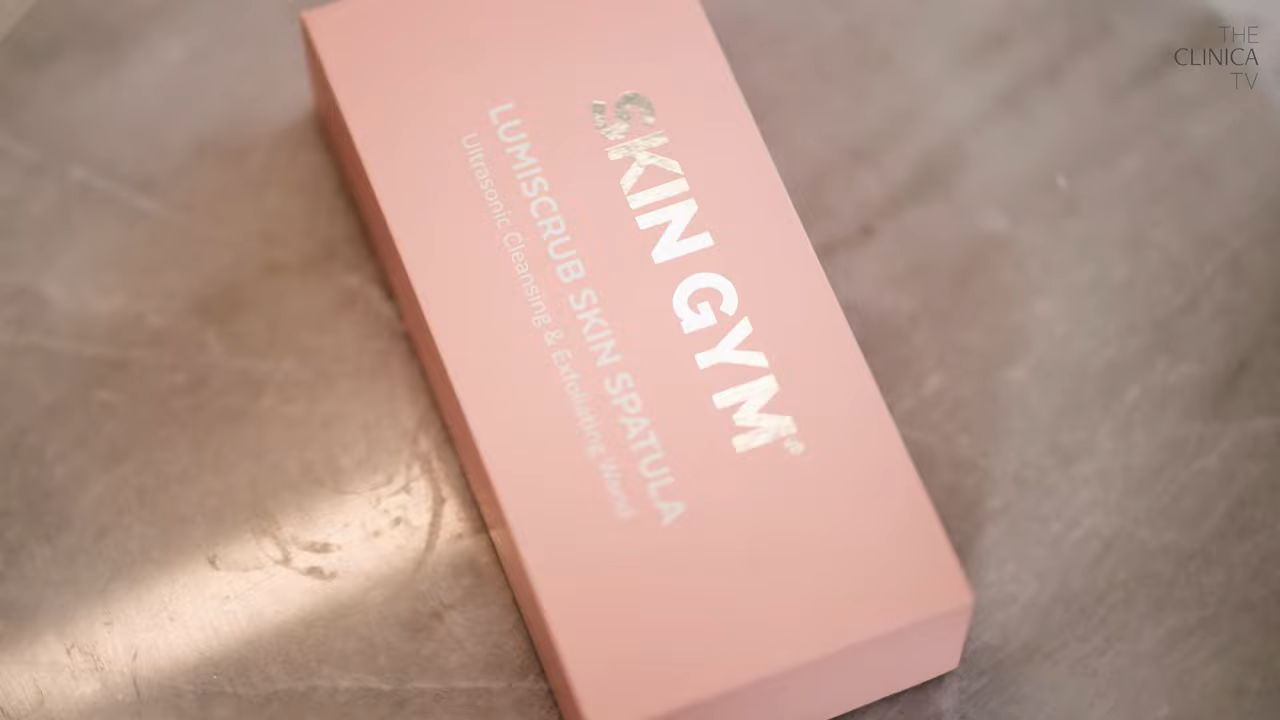 SKIN GYM®
LUMISCRUB SKIN SPATULA
Ultrasonic Cleansing & Exfoliating Wand
THE
CLINICA
TV